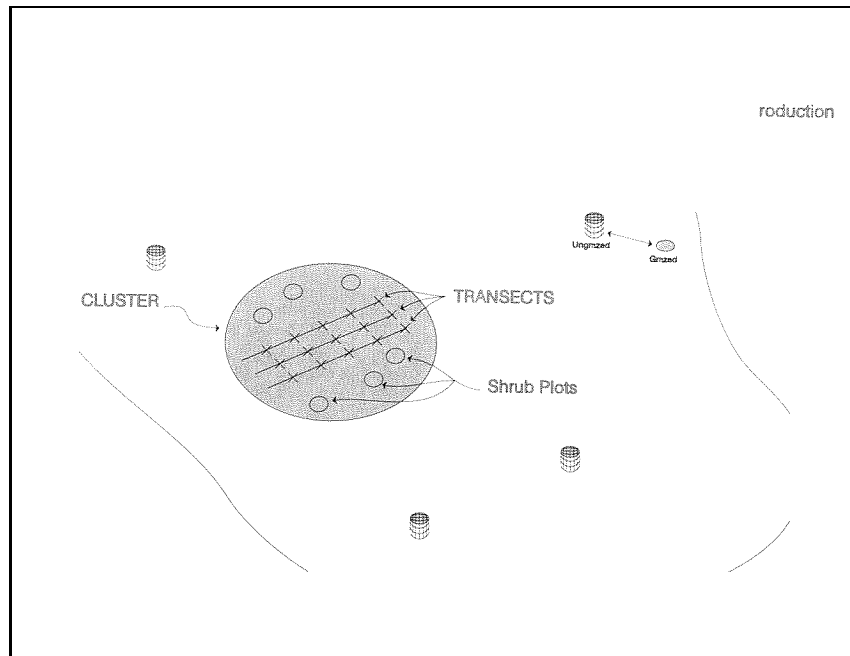 roduction
Ungrazed
Grazed
CLUSTER
TRANSECTS
Shrub Plots